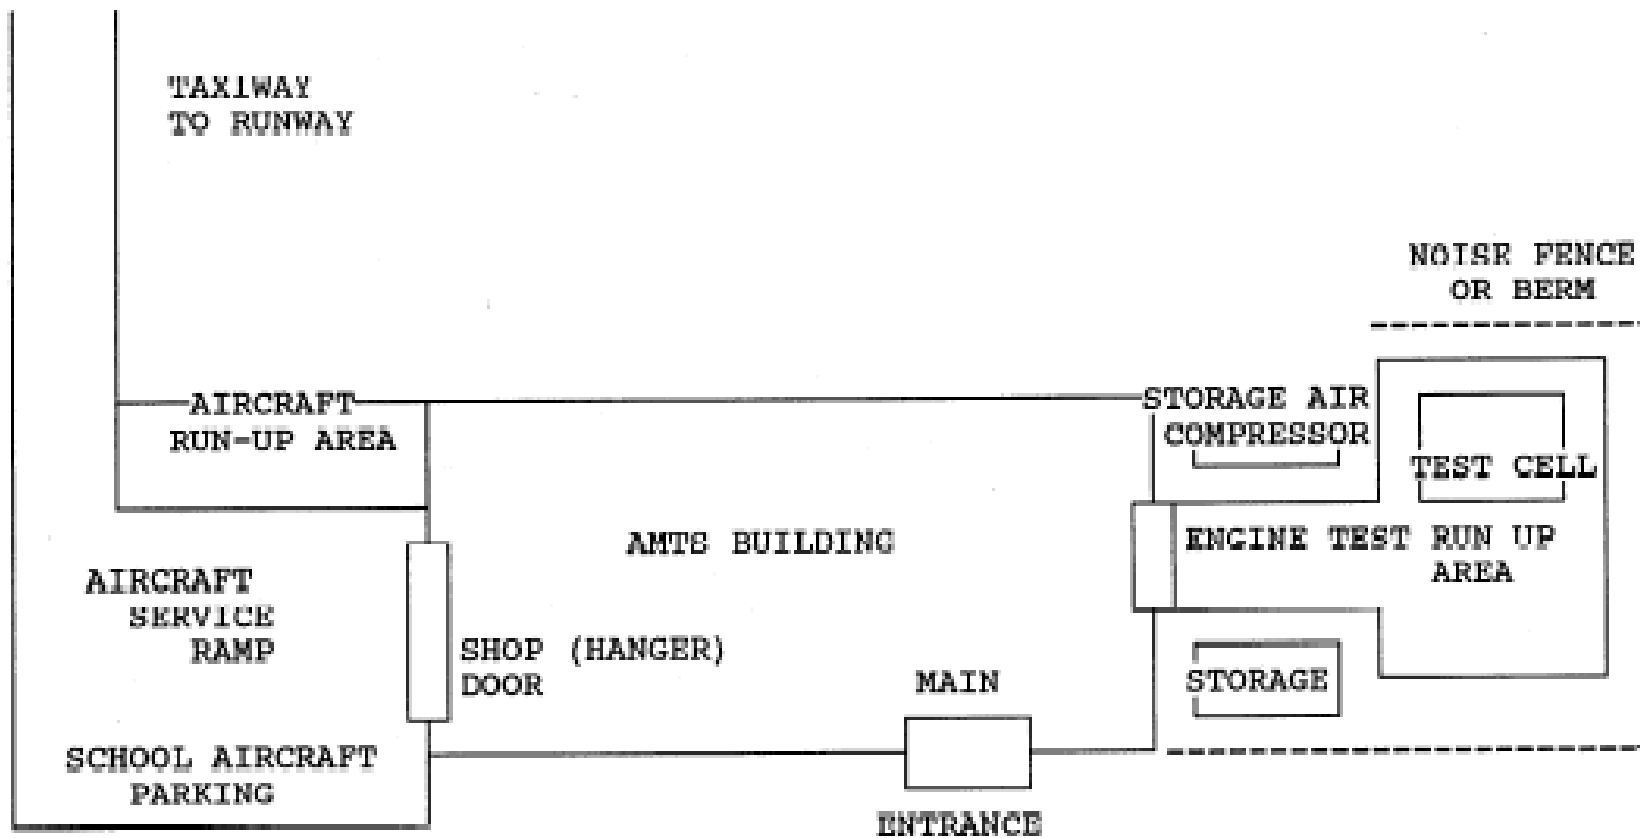 TAXIWAY
TO RUNWAY
NOISE FENCE
OR BERM
AIRCRAFT
RUN-UP AREA
STORAGE AIR
COMPRESSOR
TEST CELL
AMTS BUILDING
ENGINE TEST RUN UP
AREA
AIRCRAFT
SERVICE
RAMP
SHOP (HANGER)
DOOR
MAIN
STORAGE
SCHOOL AIRCRAFT
PARKING
ENTRANCE